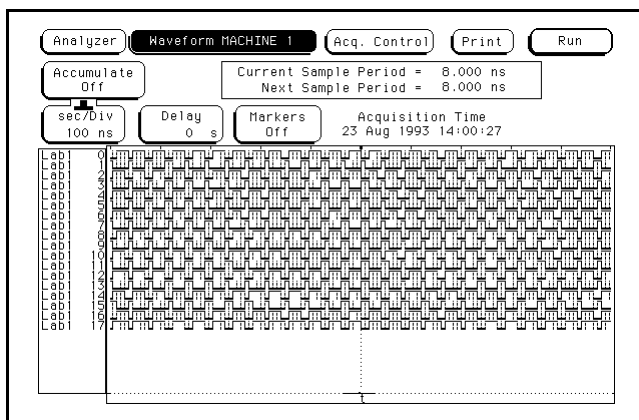 Analyzer Waveform MACHINE 1 Acq. Control Print Run
Accumulate
Off
Current Sample Period = 8.000 ns
Next Sample Period = 8.000 ns
sec/Div
100 ns
Delay
0 s
Markers
Off
Acquisition Time
23 Aug 1993 14:00:27
Lab1 0
Lab1 1
Lab1 2
Lab1 3
Lab1 4
Lab1 5
Lab1 6
Lab1 7
Lab1 8
Lab1 9
Lab1 10
Lab1 11
Lab1 12
Lab1 13
Lab1 14
Lab1 15
Lab1 16
Lab1 17
t